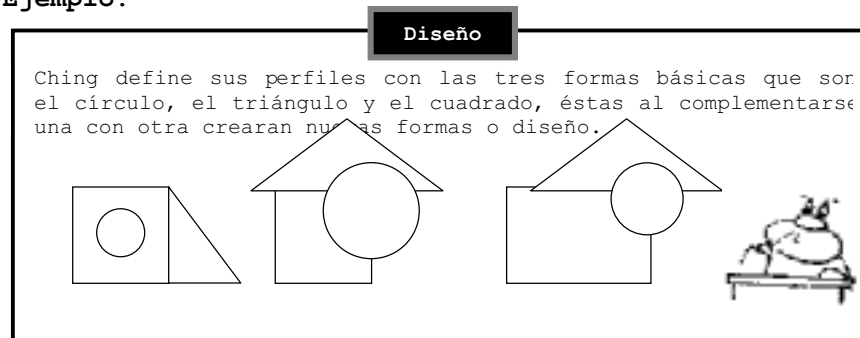 Ejemplo:
Diseño
Ching define sus perfiles con las tres formas básicas que son
el círculo, el triángulo y el cuadrado, éstas al complementarse
una con otra crearan nuevas formas o diseño.